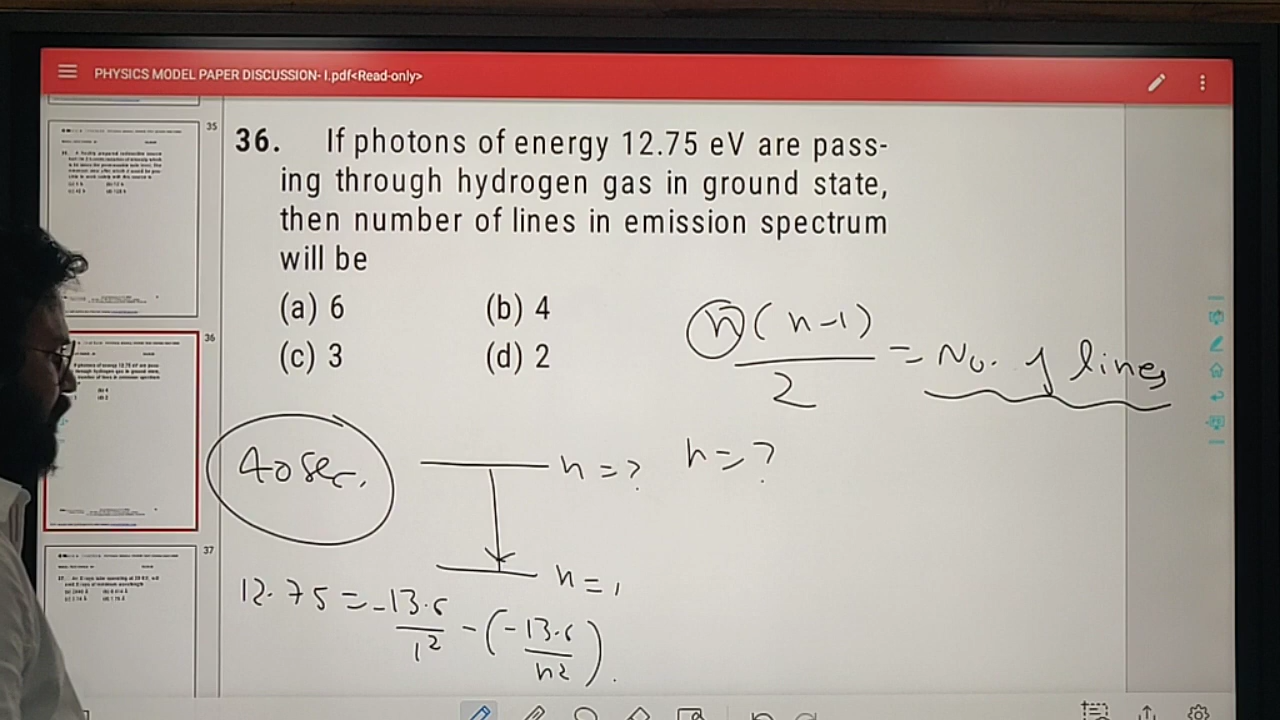 PHYSICS MODEL PAPER DISCUSSION- I.pdf<Read-only>
35
36
37
36. If photons of energy 12.75 eV are pass-
ing through hydrogen gas in ground state,
then number of lines in emission spectrum
will be
(a) 6 (b) 4
(c) 3 (d) 2
n(n-1)/2 = No. of lines
40 sec.
n=? n=?
n=1
12.75 = -13.6/1² - (-13.6/n²).